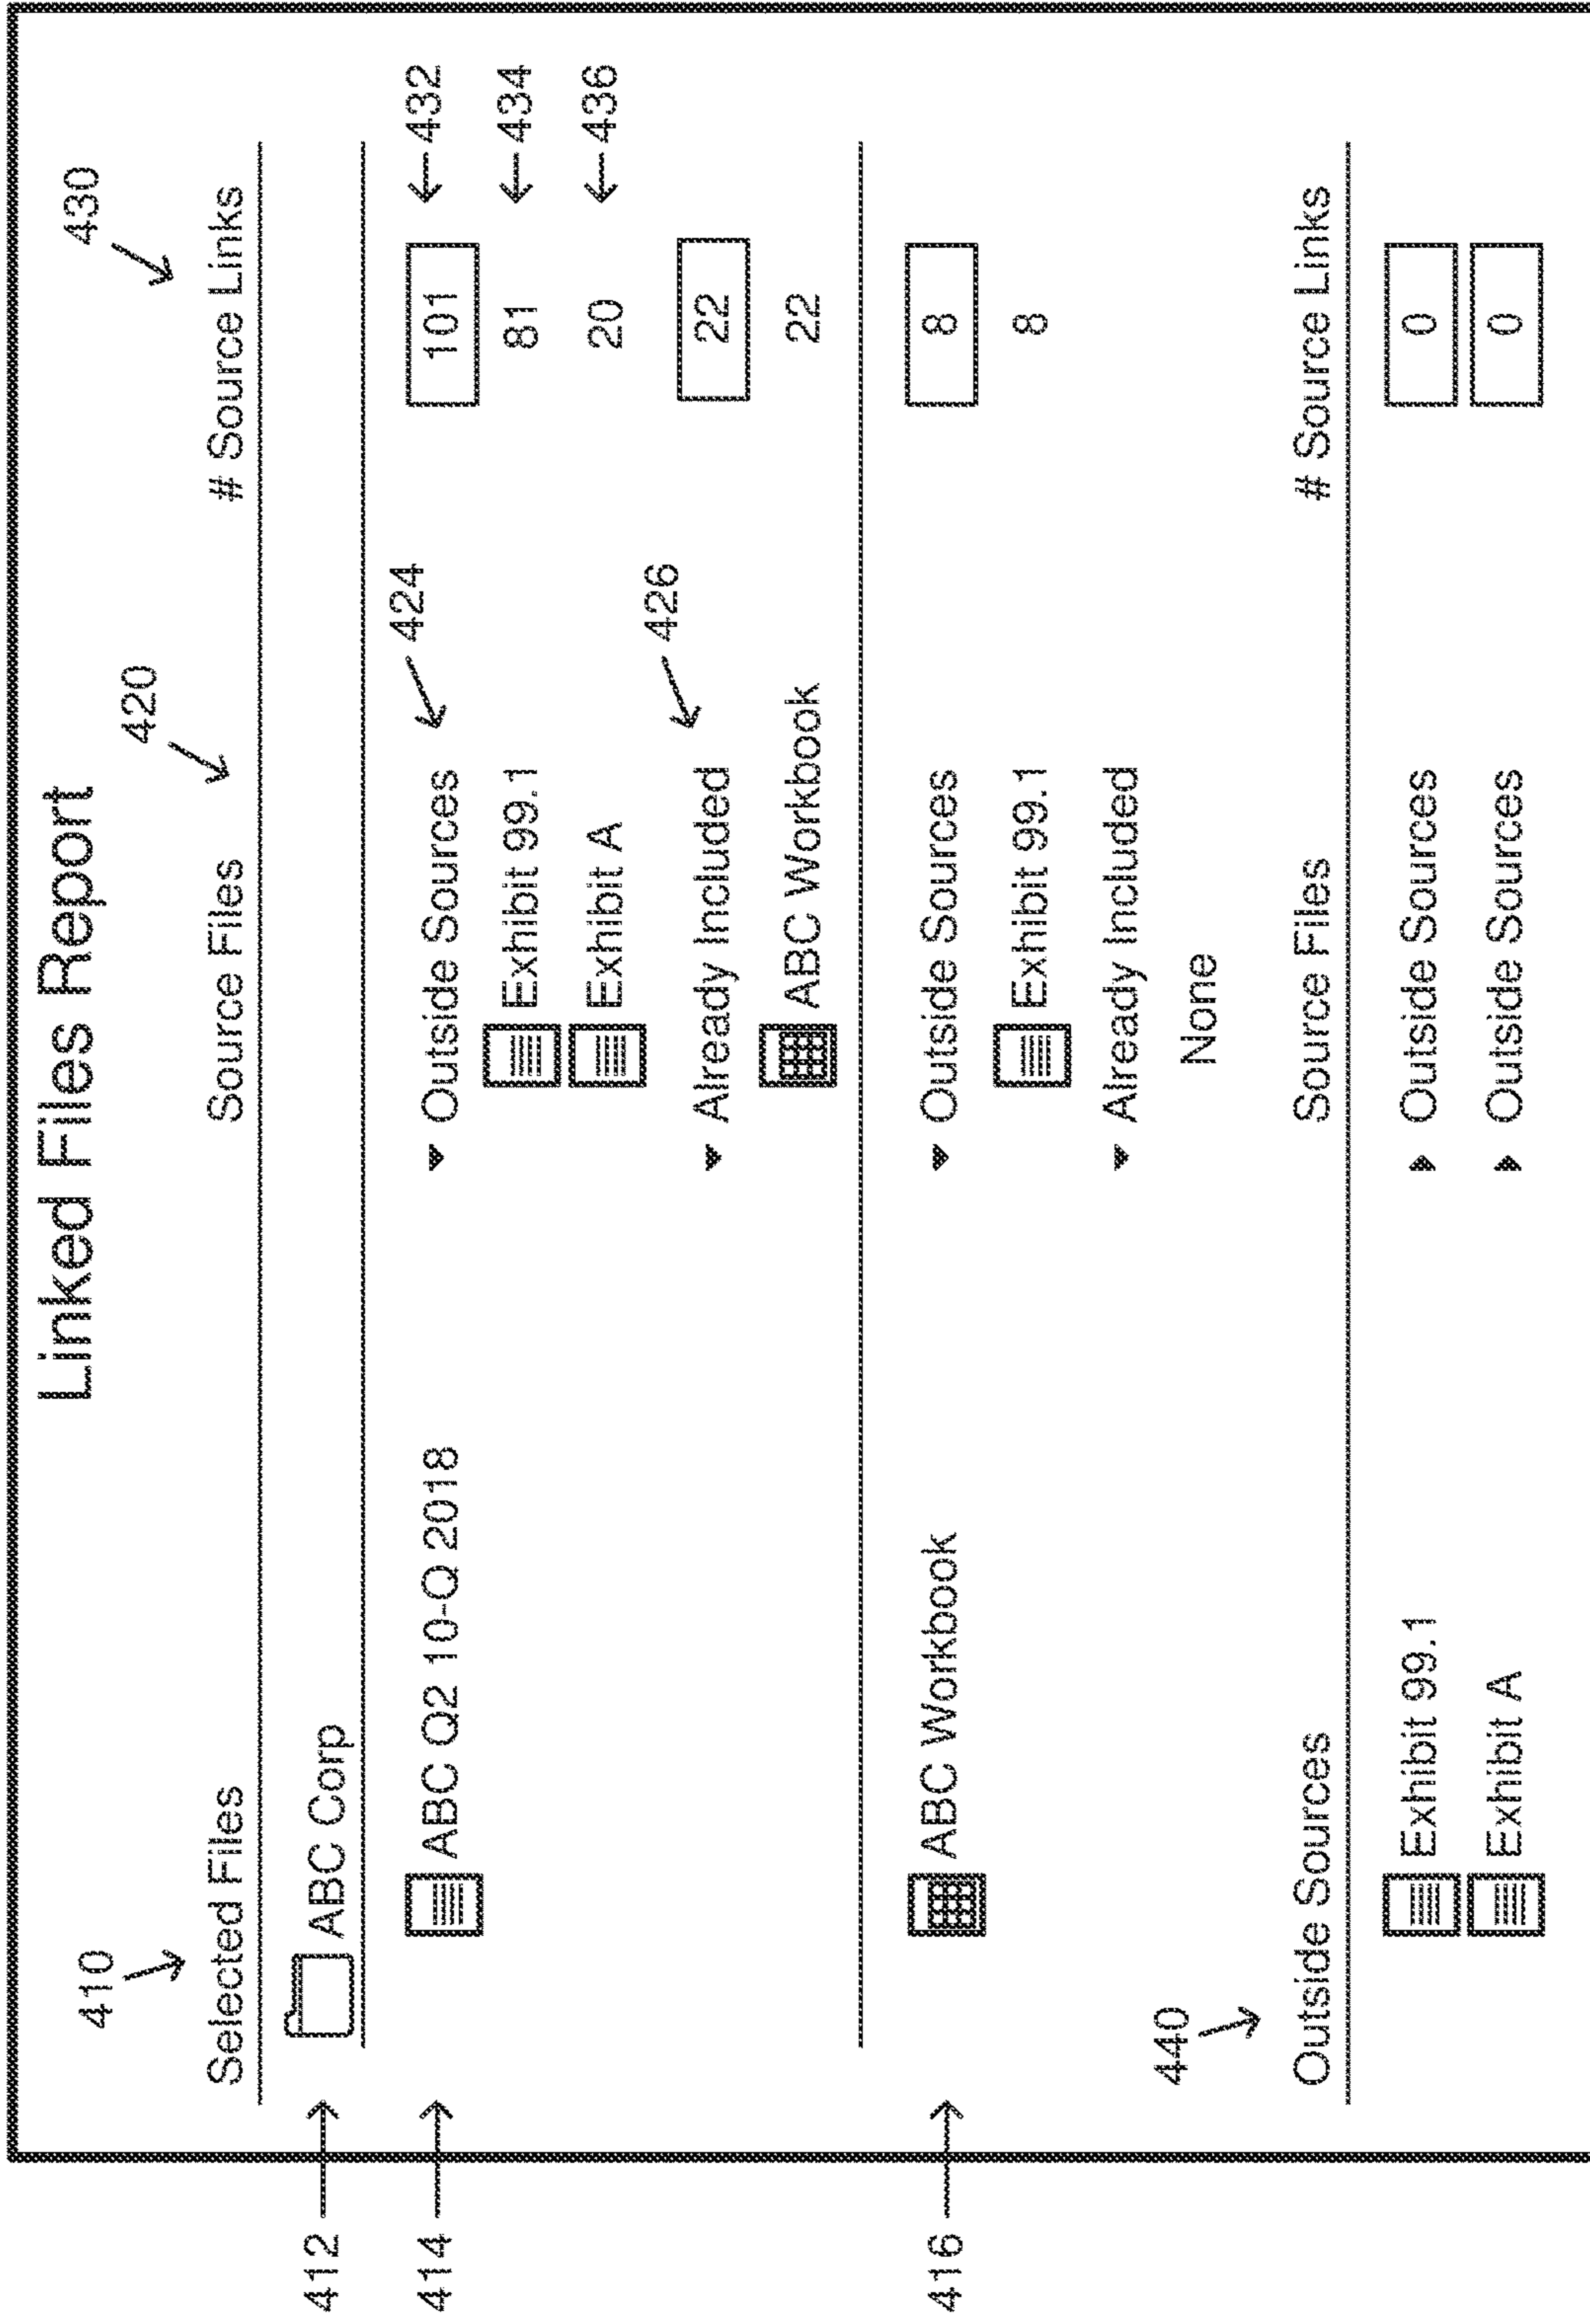 Linked Files Report
410 420 430
Selected Files Source Files # Source Links
412 ABC Corp
424
414 ABC Q2 10-Q 2018 Outside Sources 101 432
Exhibit 99.1 81 434
Exhibit A 20 436
426
Already Included 22
ABC Workbook 22
416 ABC Workbook Outside Sources 8
Exhibit 99.1 8
Already Included
None
440
Outside Sources Source Files # Source Links
Exhibit 99.1 Outside Sources 0
Exhibit A Outside Sources 0